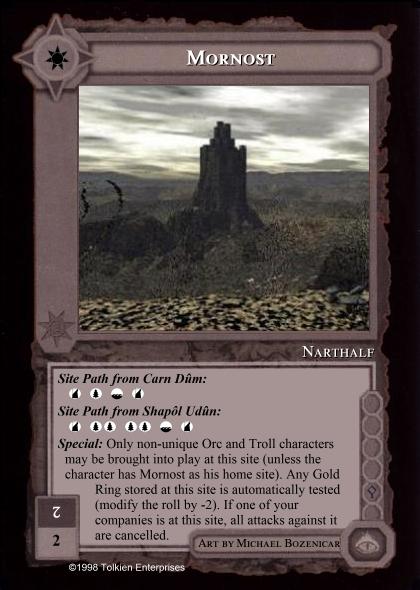 MORNOST
NARTHALF
Site Path from Carn Dûm:
Site Path from Shapôl Udûn:
Special: Only non-unique Orc and Troll characters
may be brought into play at this site (unless the
character has Mornost as his home site). Any Gold
Ring stored at this site is automatically tested
(modify the roll by -2). If one of your
companies is at this site, all attacks against it
are cancelled.
2
2
ART BY MICHAEL BOZENICAR
©1998 Tolkien Enterprises